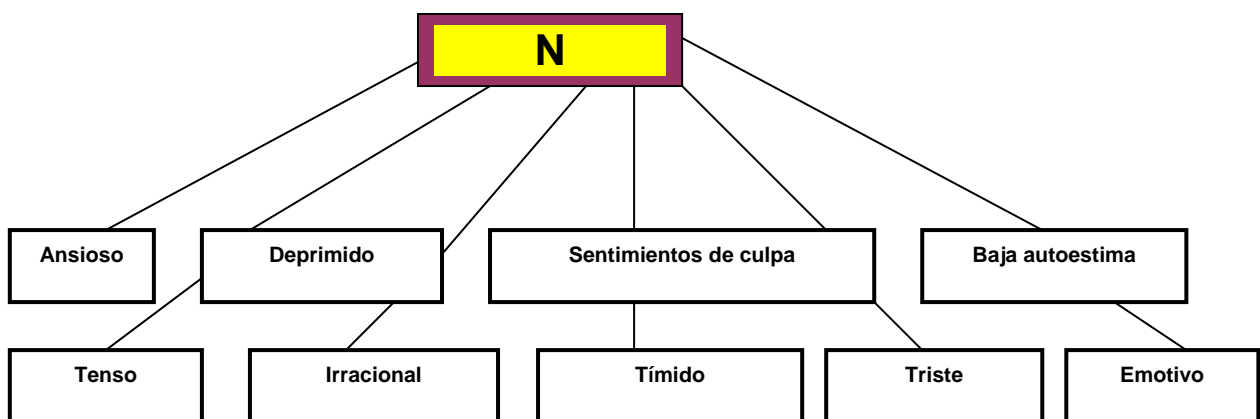 N
Ansioso
Deprimido
Sentimientos de culpa
Baja autoestima
Tenso
Irracional
Tímido
Triste
Emotivo